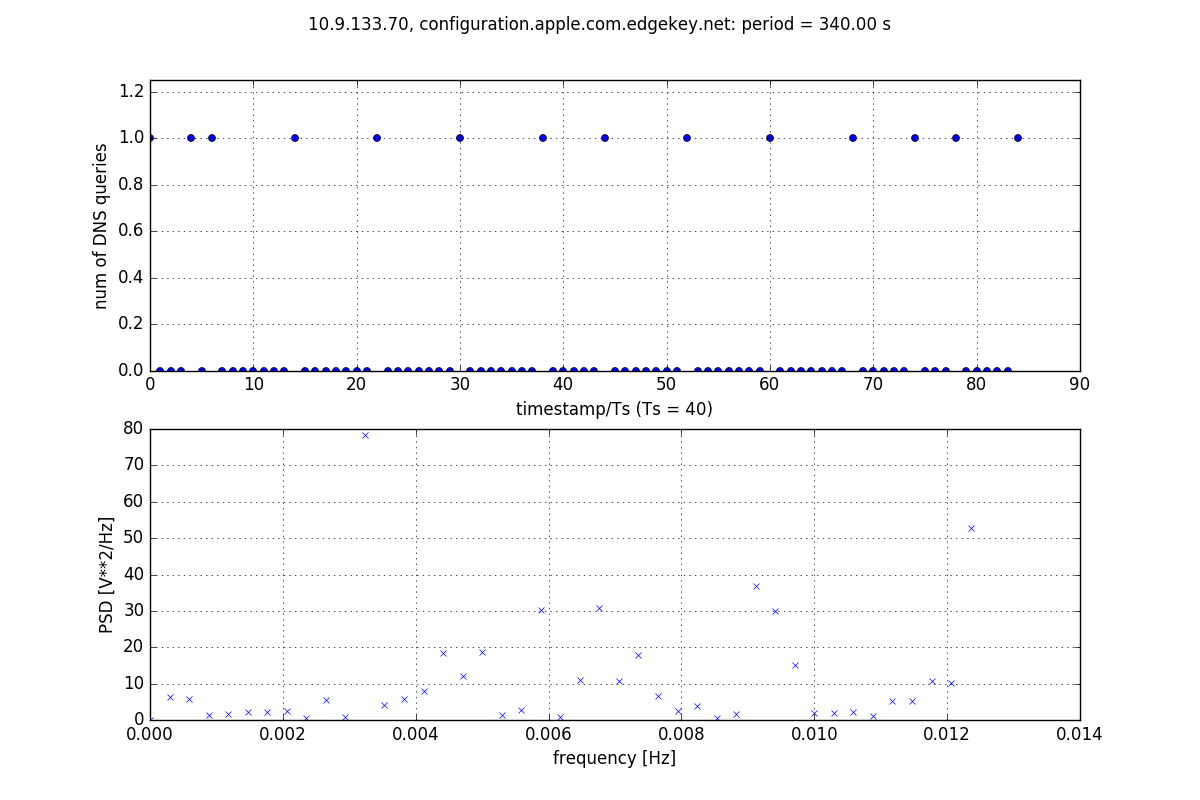 10.9.133.70, configuration.apple.com.edgekey.net: period = 340.00 s
1.2
1.0
0.8
0.6
0.4
0.2
0.0
num of DNS queries
0 10 20 30 40 50 60 70 80 90
timestamp/Ts (Ts = 40)
80
70
60
50
40
30
20
10
0
PSD [V**2/Hz]
0.000 0.002 0.004 0.006 0.008 0.010 0.012 0.014
frequency [Hz]